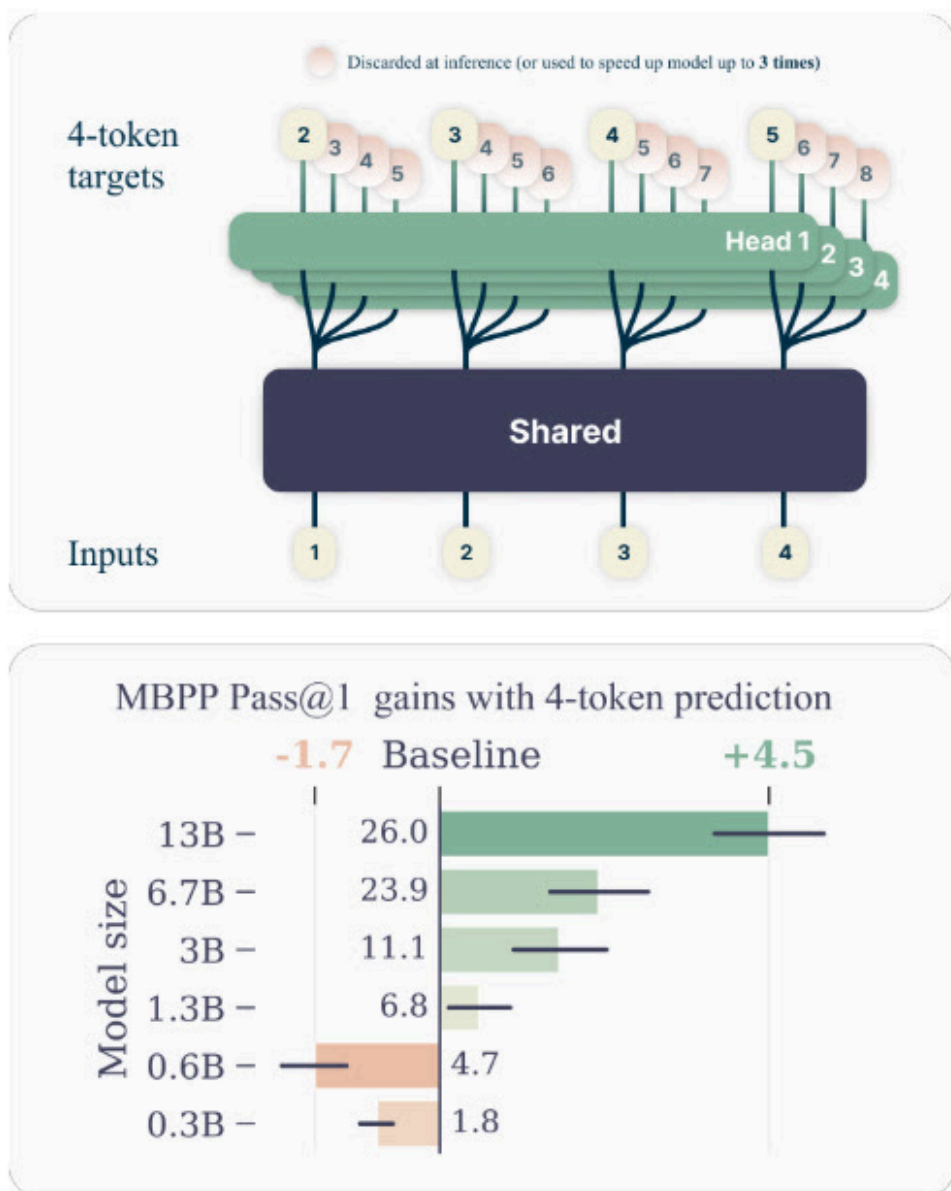 Discarded at inference (or used to speed up model up to 3 times)
4-token
targets
2 3 4 5 3 4 5 6 4 5 6 7 5 6 7 8
Head 1
2
3
4
Shared
Inputs
1 2 3 4
MBPP Pass@1 gains with 4-token prediction
-1.7 Baseline +4.5
Model size
13B 26.0
6.7B 23.9
3B 11.1
1.3B 6.8
0.6B 4.7
0.3B 1.8